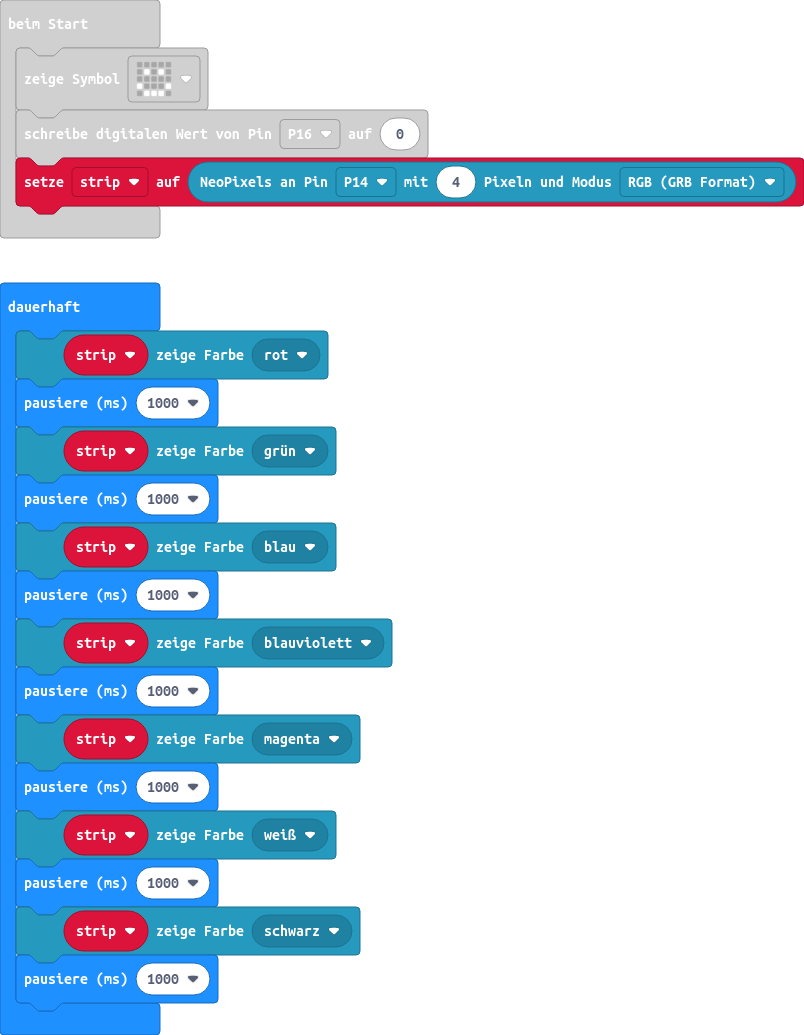 beim Start
zeige Symbol
schreibe digitalen Wert von Pin P16 auf 0
setze strip auf NeoPixels an Pin P14 mit 4 Pixeln und Modus RGB (GRB Format)
dauerhaft
strip zeige Farbe rot
pausiere (ms) 1000
strip zeige Farbe grün
pausiere (ms) 1000
strip zeige Farbe blau
pausiere (ms) 1000
strip zeige Farbe blauviolett
pausiere (ms) 1000
strip zeige Farbe magenta
pausiere (ms) 1000
strip zeige Farbe weiß
pausiere (ms) 1000
strip zeige Farbe schwarz
pausiere (ms) 1000